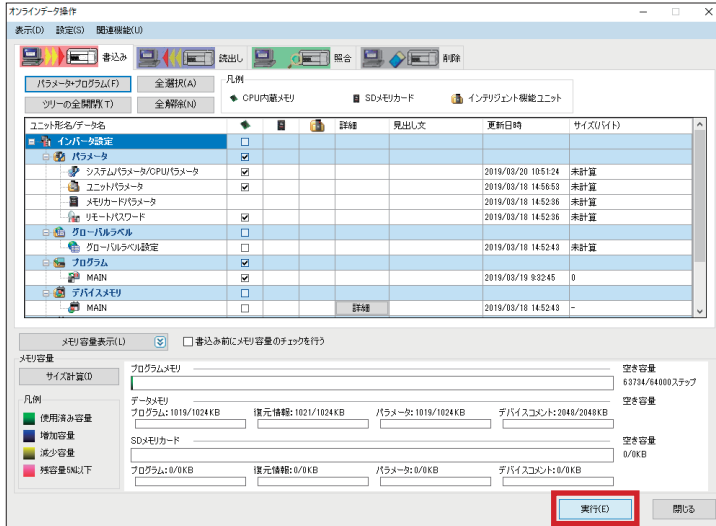 オンラインデータ操作
表示(D) 設定(S) 関連機能(U)
書込み 読出し 照合 削除
パラメータ+プログラム(F) 全選択(A) 凡例
ツリーの全開閉(T) 全解除(N) CPU内蔵メモリ SDメモリカード インテリジェント機能ユニット
ユニット形名/データ名 詳細 見出し文 更新日時 サイズ(バイト)
インバータ設定
パラメータ
システムパラメータ/CPUパラメータ 2019/03/20 10:51:24 未計算
ユニットパラメータ 2019/03/18 14:56:53 未計算
メモリカードパラメータ 2019/03/18 14:52:36 未計算
リモートパスワード 2019/03/18 14:52:36 未計算
グローバルラベル
グローバルラベル設定 2019/03/18 14:52:43 未計算
プログラム
MAIN 2019/03/19 9:32:45 0
デバイスメモリ
MAIN 詳細 2019/03/18 14:52:43 -
メモリ容量表示(L) 書込み前にメモリ容量のチェックを行う
メモリ容量
サイズ計算(I) プログラムメモリ 空き容量
63734/64000ステップ
凡例 データメモリ 空き容量
使用済み容量 プログラム:1019/1024KB 復元情報:1021/1024KB パラメータ:1019/1024KB デバイスコメント:2048/2048KB
増加容量 SDメモリカード 空き容量
減少容量 0/0KB
残容量5%以下 プログラム:0/0KB 復元情報:0/0KB パラメータ:0/0KB デバイスコメント:0/0KB
実行(E) 閉じる